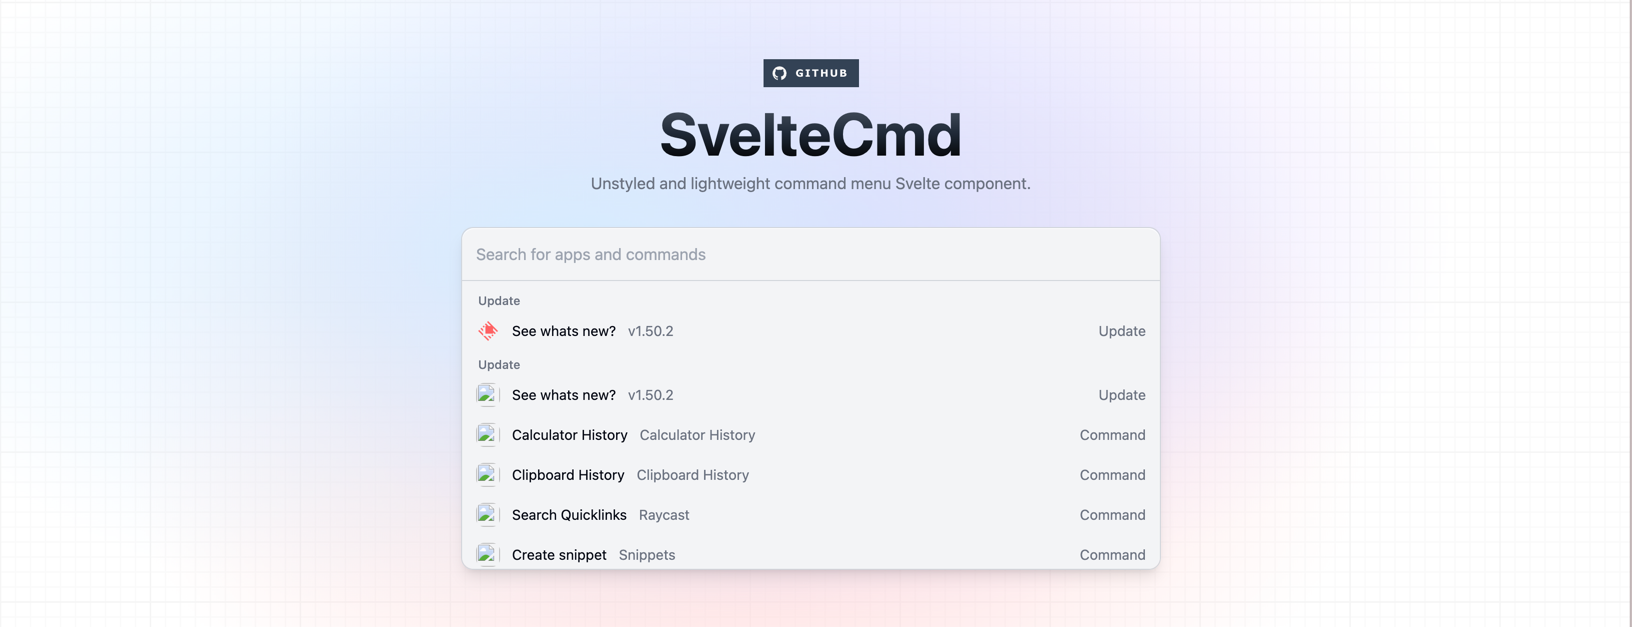 GITHUB
SvelteCmd
Unstyled and lightweight command menu Svelte component.
Search for apps and commands
Update
See whats new? v1.50.2 Update
Update
See whats new? v1.50.2 Update
Calculator History Calculator History Command
Clipboard History Clipboard History Command
Search Quicklinks Raycast Command
Create snippet Snippets Command